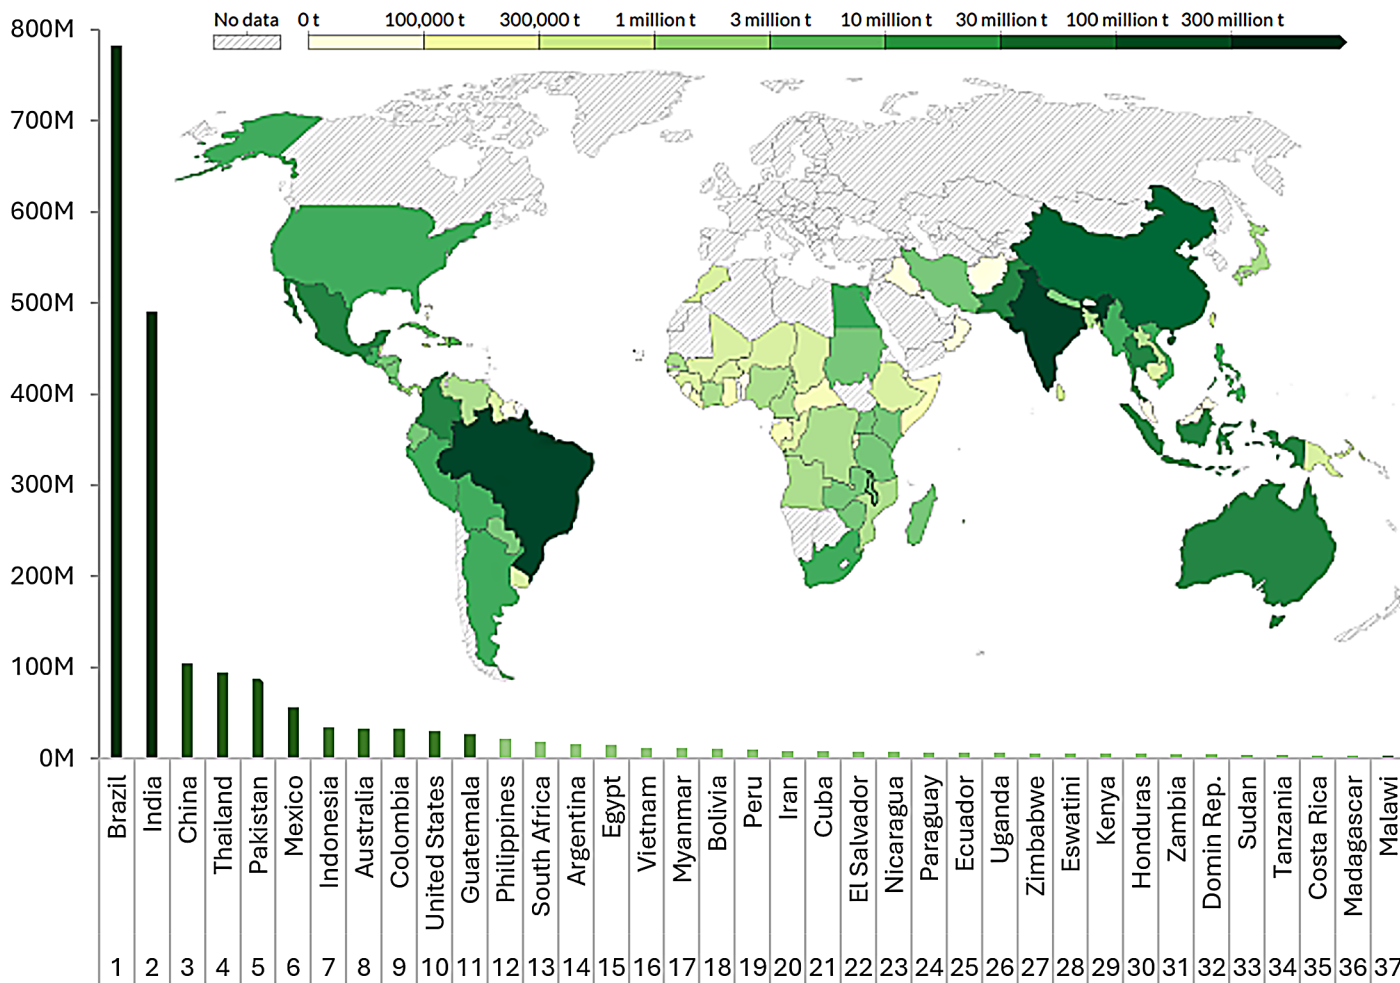 No data 0 t 100,000 t 300,000t 1 million t 3 million t 10 million t 30 million t 100 million t 300 million t
800M
700M
600M
500M
400M
300M
200M
100M
0M
Brazil
India
China
Thailand
Pakistan
Mexico
Indonesia
Australia
Colombia
United States
Guatemala
Philippines
South Africa
Argentina
Egypt
Vietnam
Myanmar
Bolivia
Peru
Iran
Cuba
El Salvador
Nicaragua
Paraguay
Ecuador
Uganda
Zimbabwe
Eswatini
Kenya
Honduras
Zambia
Domin Rep.
Sudan
Tanzania
Costa Rica
Madagascar
Malawi
1 2 3 4 5 6 7 8 9 10 11 12 13 14 15 16 17 18 19 20 21 22 23 24 25 26 27 28 29 30 31 32 33 34 35 36 37